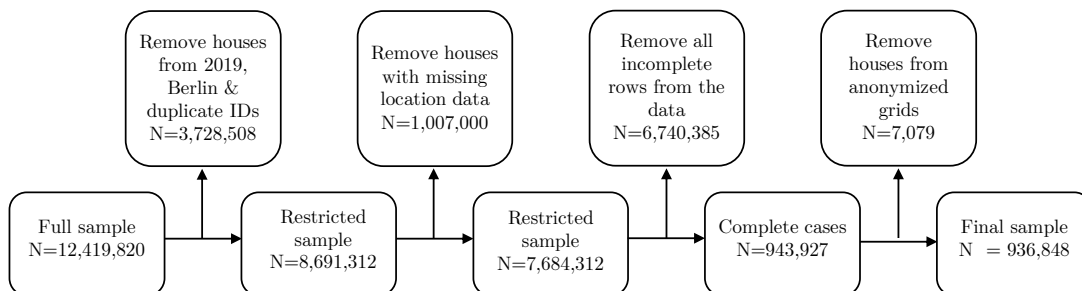 Remove houses
from 2019,
Berlin &
duplicate IDs
N=3,728,508
Remove houses
with missing
location data
N=1,007,000
Remove all
incomplete
rows from the
data
N=6,740,385
Remove
houses from
anonymized
grids
N=7,079
Full sample
N=12,419,820
Restricted
sample
N=8,691,312
Restricted
sample
N=7,684,312
Complete cases
N=943,927
Final sample
N = 936,848